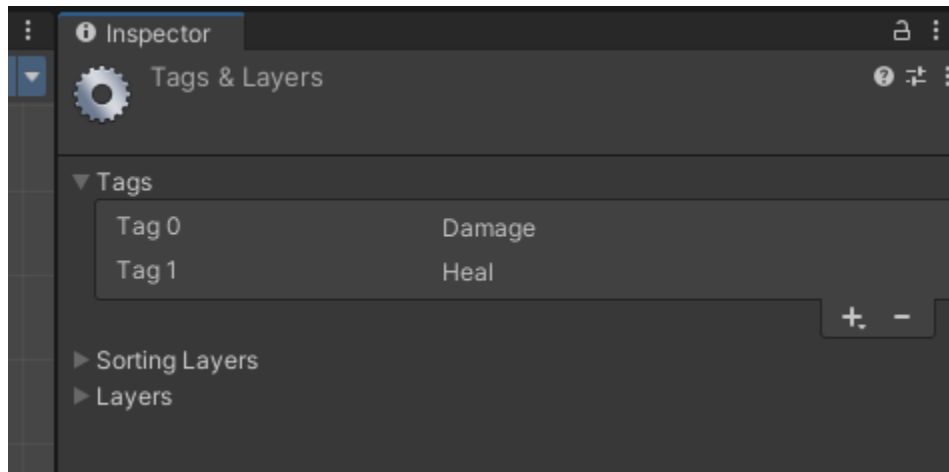 Inspector
Tags & Layers
Tags
Tag 0 Damage
Tag 1 Heal
Sorting Layers
Layers